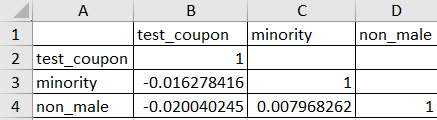 A B C D
1 test_coupon minority non_male
2 test_coupon 1
3 minority -0.016278416 1
4 non_male -0.020040245 0.007968262 1